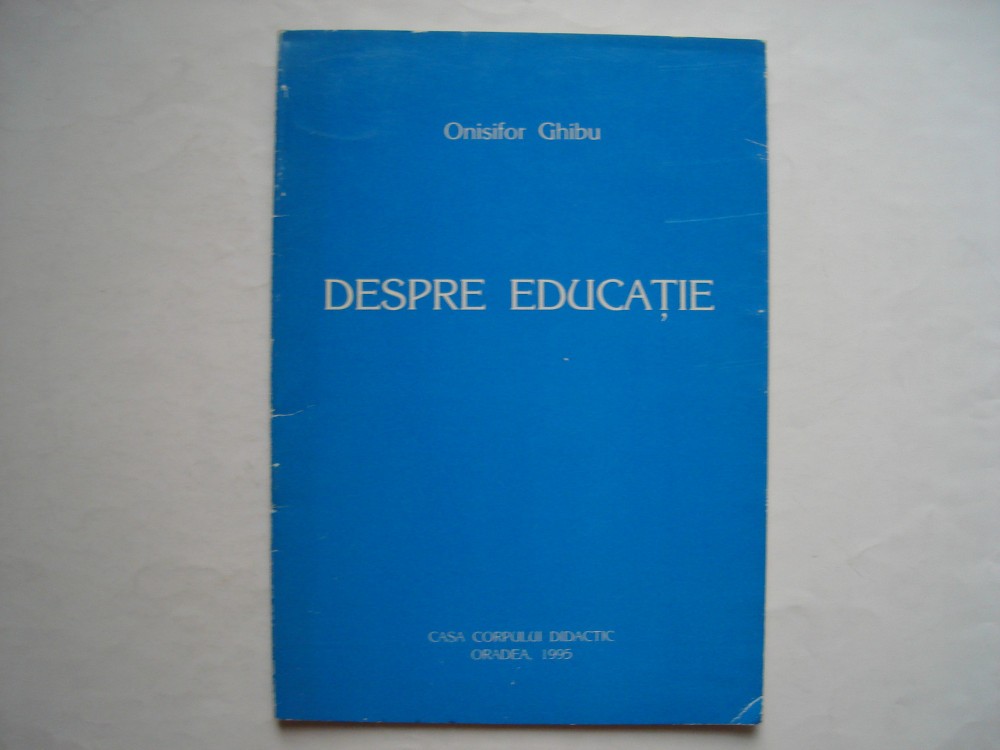 Onisifor Ghibu
DESPRE EDUCAȚIE
CASA CORPULUI DIDACTIC
ORADEA, 1995